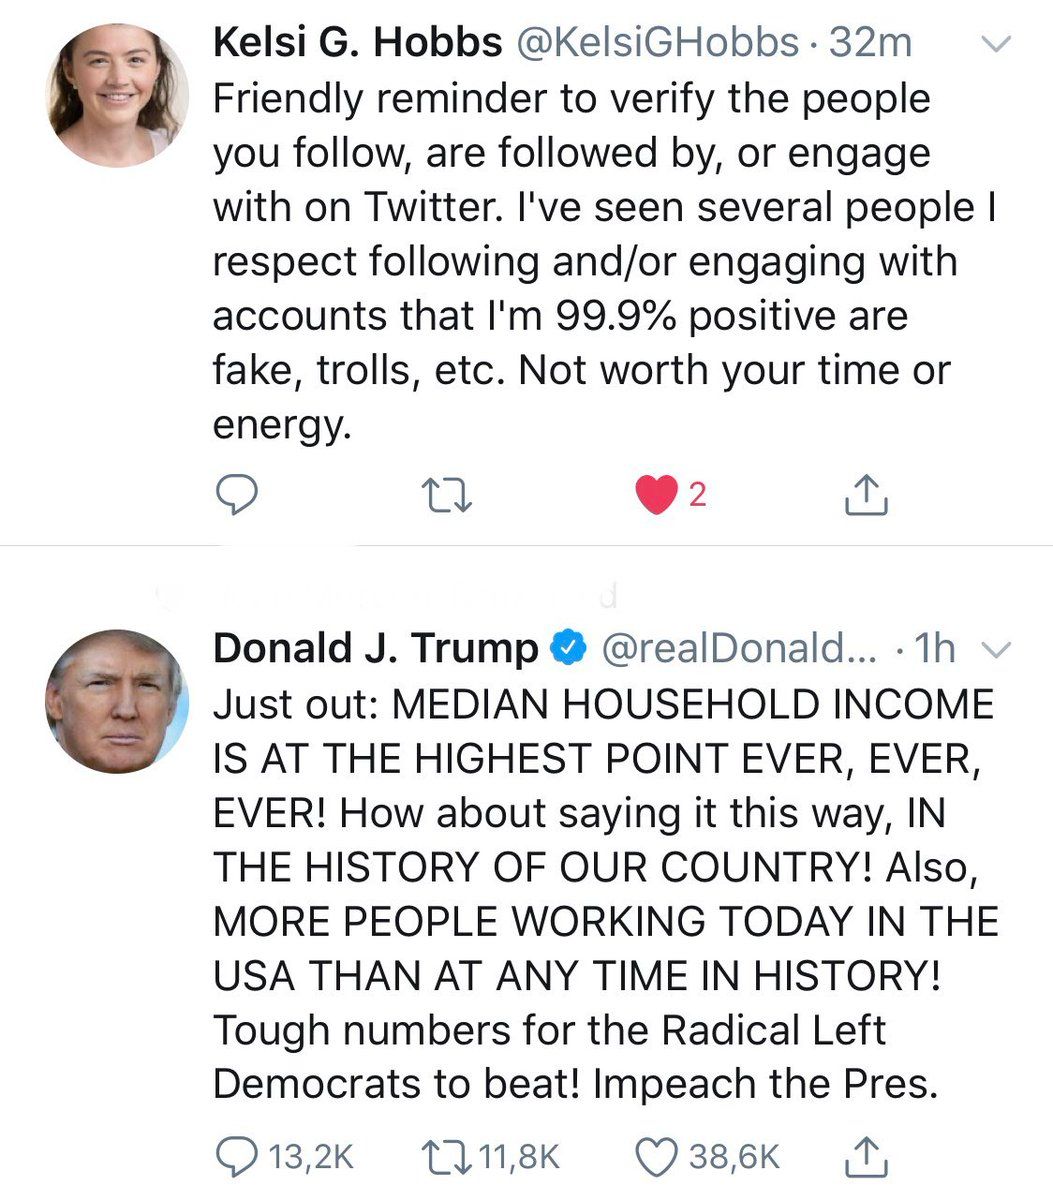 Kelsi G. Hobbs @KelsiGHobbs · 32m
Friendly reminder to verify the people
you follow, are followed by, or engage
with on Twitter. I've seen several people I
respect following and/or engaging with
accounts that I'm 99.9% positive are
fake, trolls, etc. Not worth your time or
energy.
2
Donald J. Trump @realDonald... · 1h
Just out: MEDIAN HOUSEHOLD INCOME
IS AT THE HIGHEST POINT EVER, EVER,
EVER! How about saying it this way, IN
THE HISTORY OF OUR COUNTRY! Also,
MORE PEOPLE WORKING TODAY IN THE
USA THAN AT ANY TIME IN HISTORY!
Tough numbers for the Radical Left
Democrats to beat! Impeach the Pres.
13,2K 11,8K 38,6K